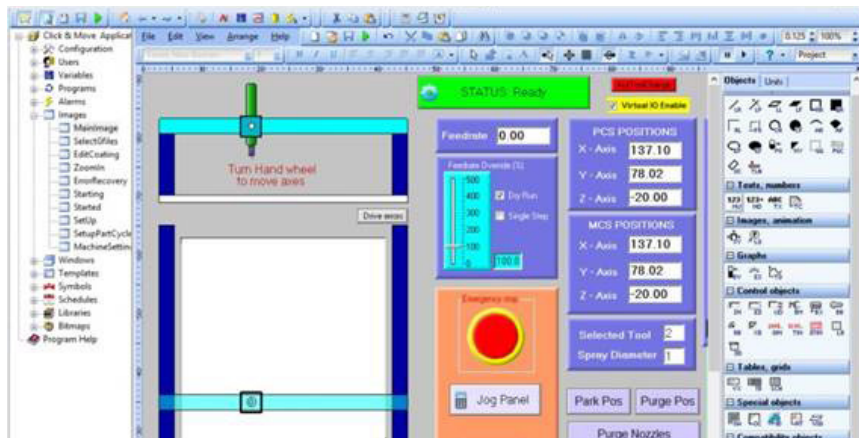 Click & Move Applicat
Configuration
Users
Variables
Programs
Alarms
Images
MainImage
SelectGfiles
EditCoating
ZoomIn
ErrorRecovery
Starting
Started
SetUp
SetupPartCycle
MachineSetting
Windows
Templates
Symbols
Schedules
Libraries
Bitmaps
Program Help
File Edit View Arrange Help
0.125 100%
Project
Turn Hand wheel
to move axes
Drive areas
STATUS: Ready
Virtual IO Enable
Feedrate 0.00
Feedrate Override (%)
500
400
300
200
100
0
Dry Run
Single Step
100.0
Emergency stop
Jog Panel
PCS POSITIONS
X - Axis 137.10
Y - Axis 78.02
Z - Axis -20.00
MCS POSITIONS
X - Axis 137.10
Y - Axis 78.02
Z - Axis -20.00
Selected Tool 2
Spray Diameter 1
Park Pos Purge Pos
Purge Nozzles
Objects Units
Texts, numbers
Images, animation
Graphs
Control objects
Tables, grids
Special objects